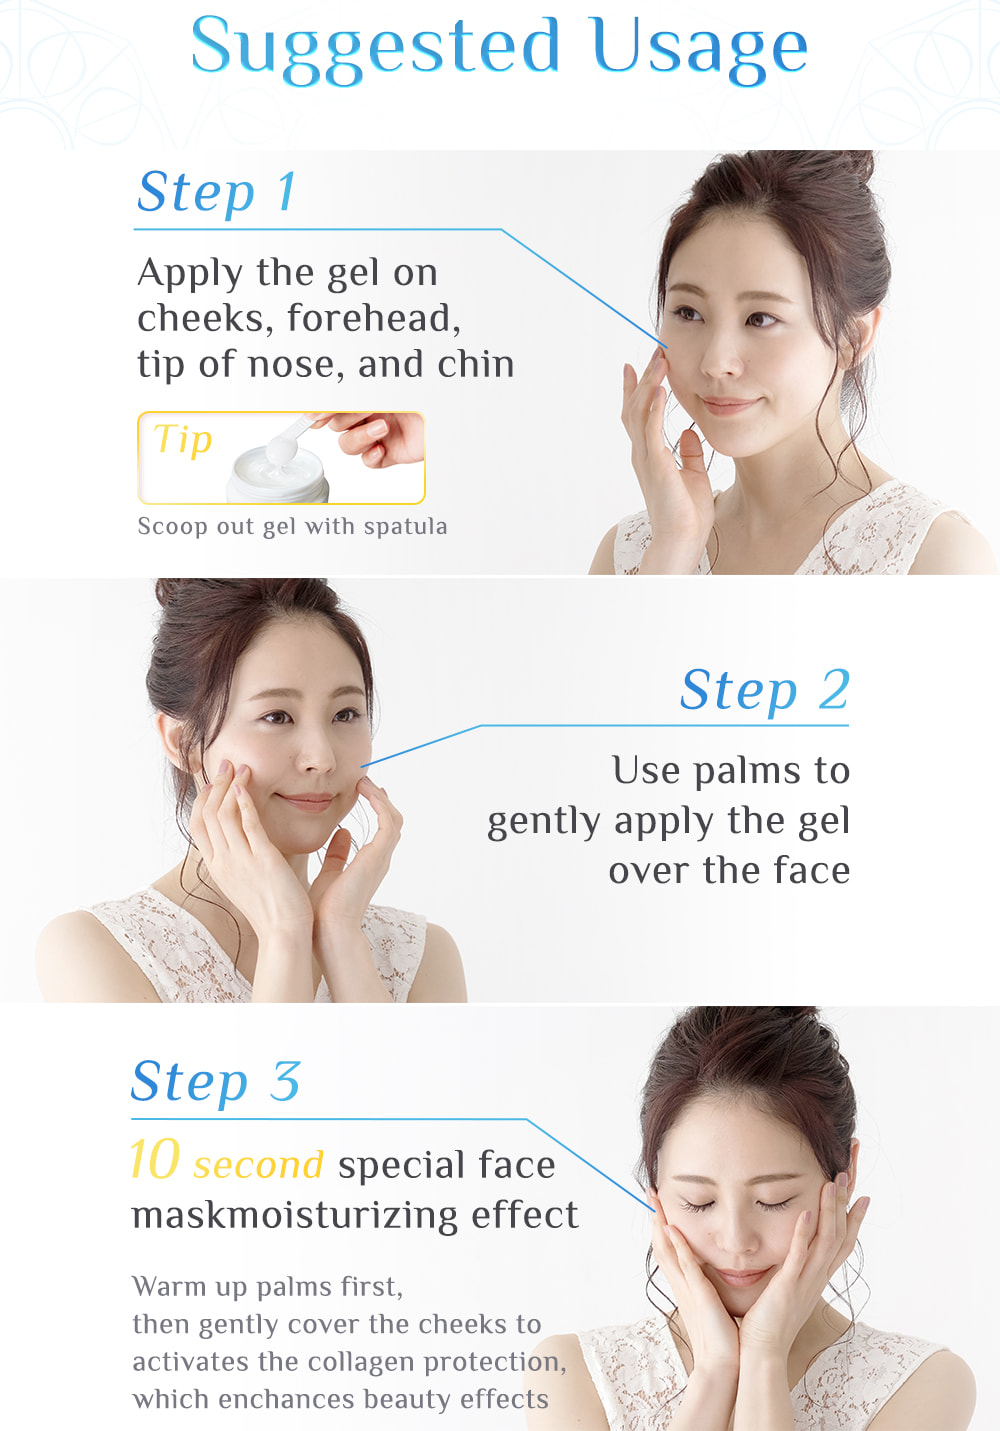 Suggested Usage
Step 1
Apply the gel on
cheeks, forehead,
tip of nose, and chin
Tip
Scoop out gel with spatula
Step 2
Use palms to
gently apply the gel
over the face
Step 3
10 second special face
maskmoisturizing effect
Warm up palms first,
then gently cover the cheeks to
activates the collagen protection,
which enchances beauty effects